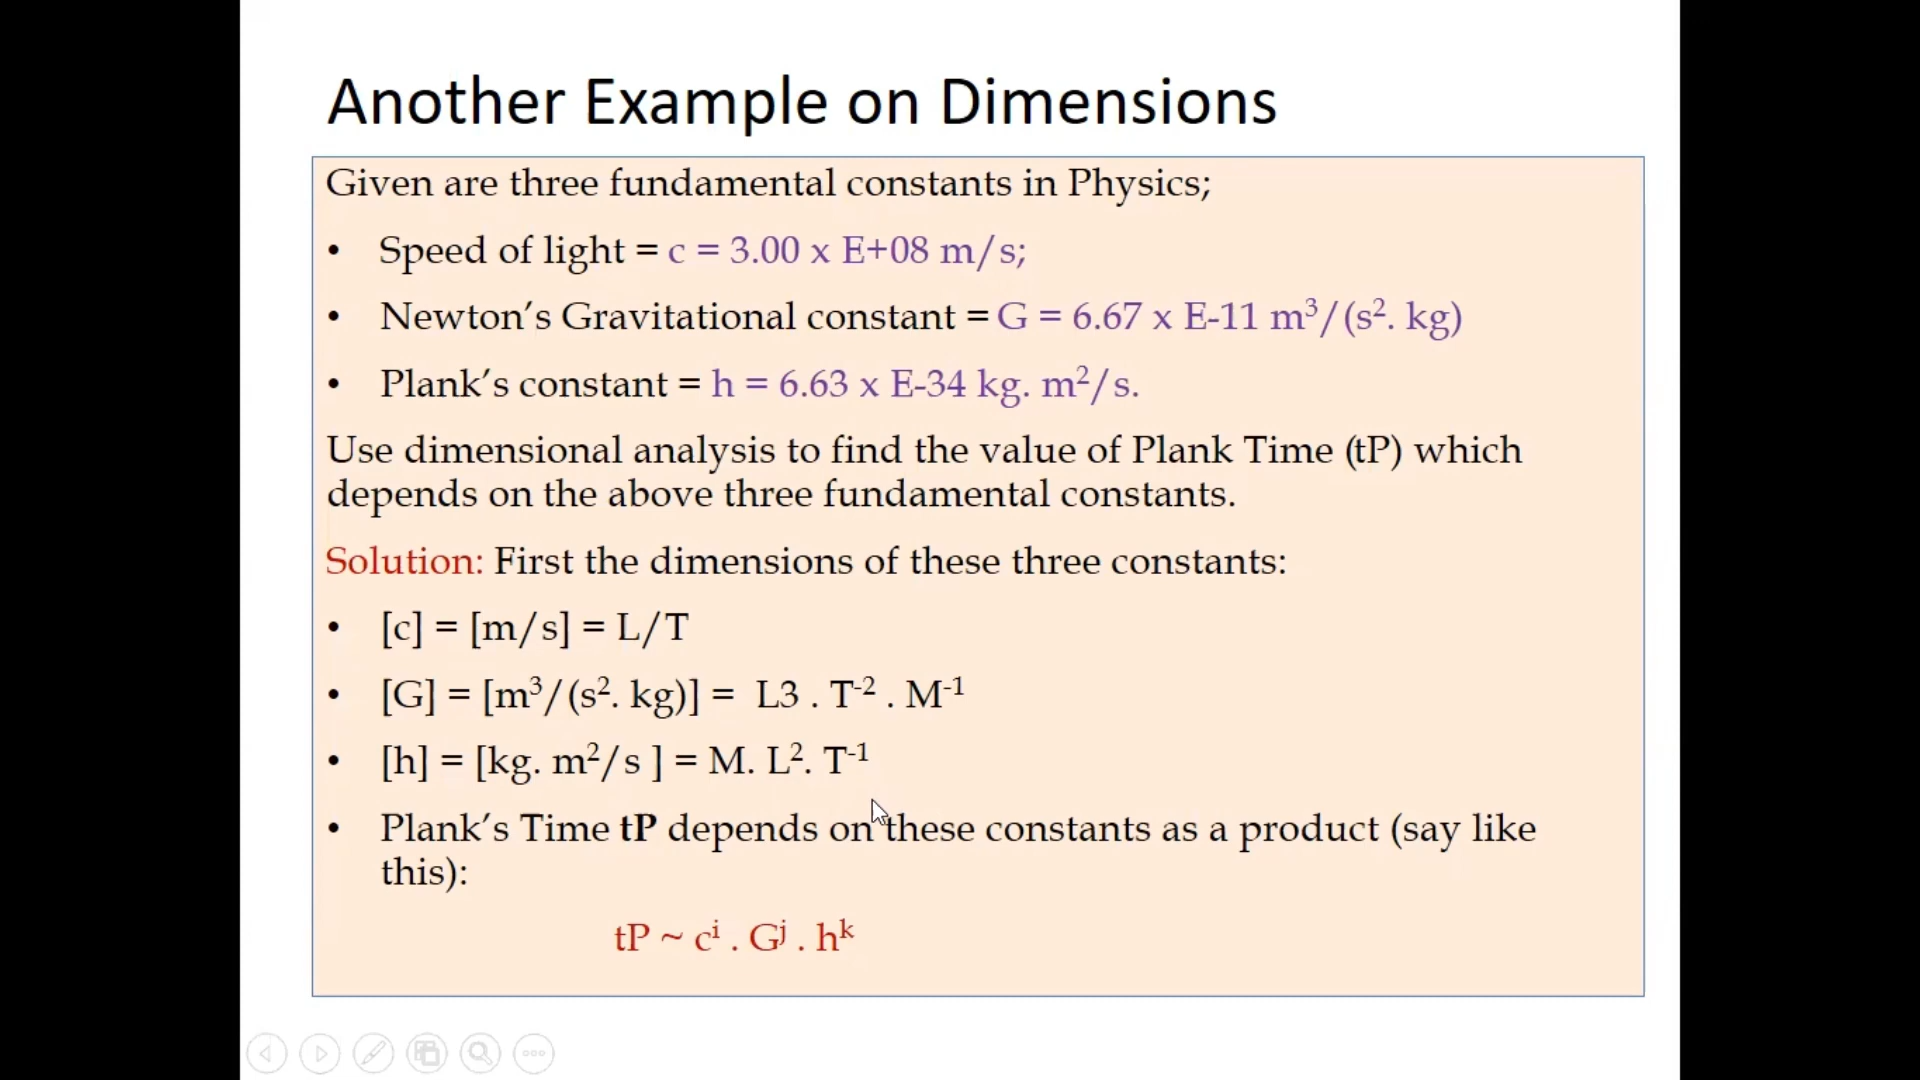 Another Example on Dimensions
Given are three fundamental constants in Physics;
• Speed of light = c = 3.00 x E+08 m/s;
• Newton’s Gravitational constant = G = 6.67 x E-11 m³/(s². kg)
• Plank’s constant = h = 6.63 x E-34 kg. m²/s.
Use dimensional analysis to find the value of Plank Time (tP) which
depends on the above three fundamental constants.
Solution: First the dimensions of these three constants:
• [c] = [m/s] = L/T
• [G] = [m³/(s². kg)] = L3 . T⁻² . M⁻¹
• [h] = [kg. m²/s ] = M. L². T⁻¹
• Plank’s Time tP depends on these constants as a product (say like
this):
tP ~ cⁱ . Gʲ . hᵏ